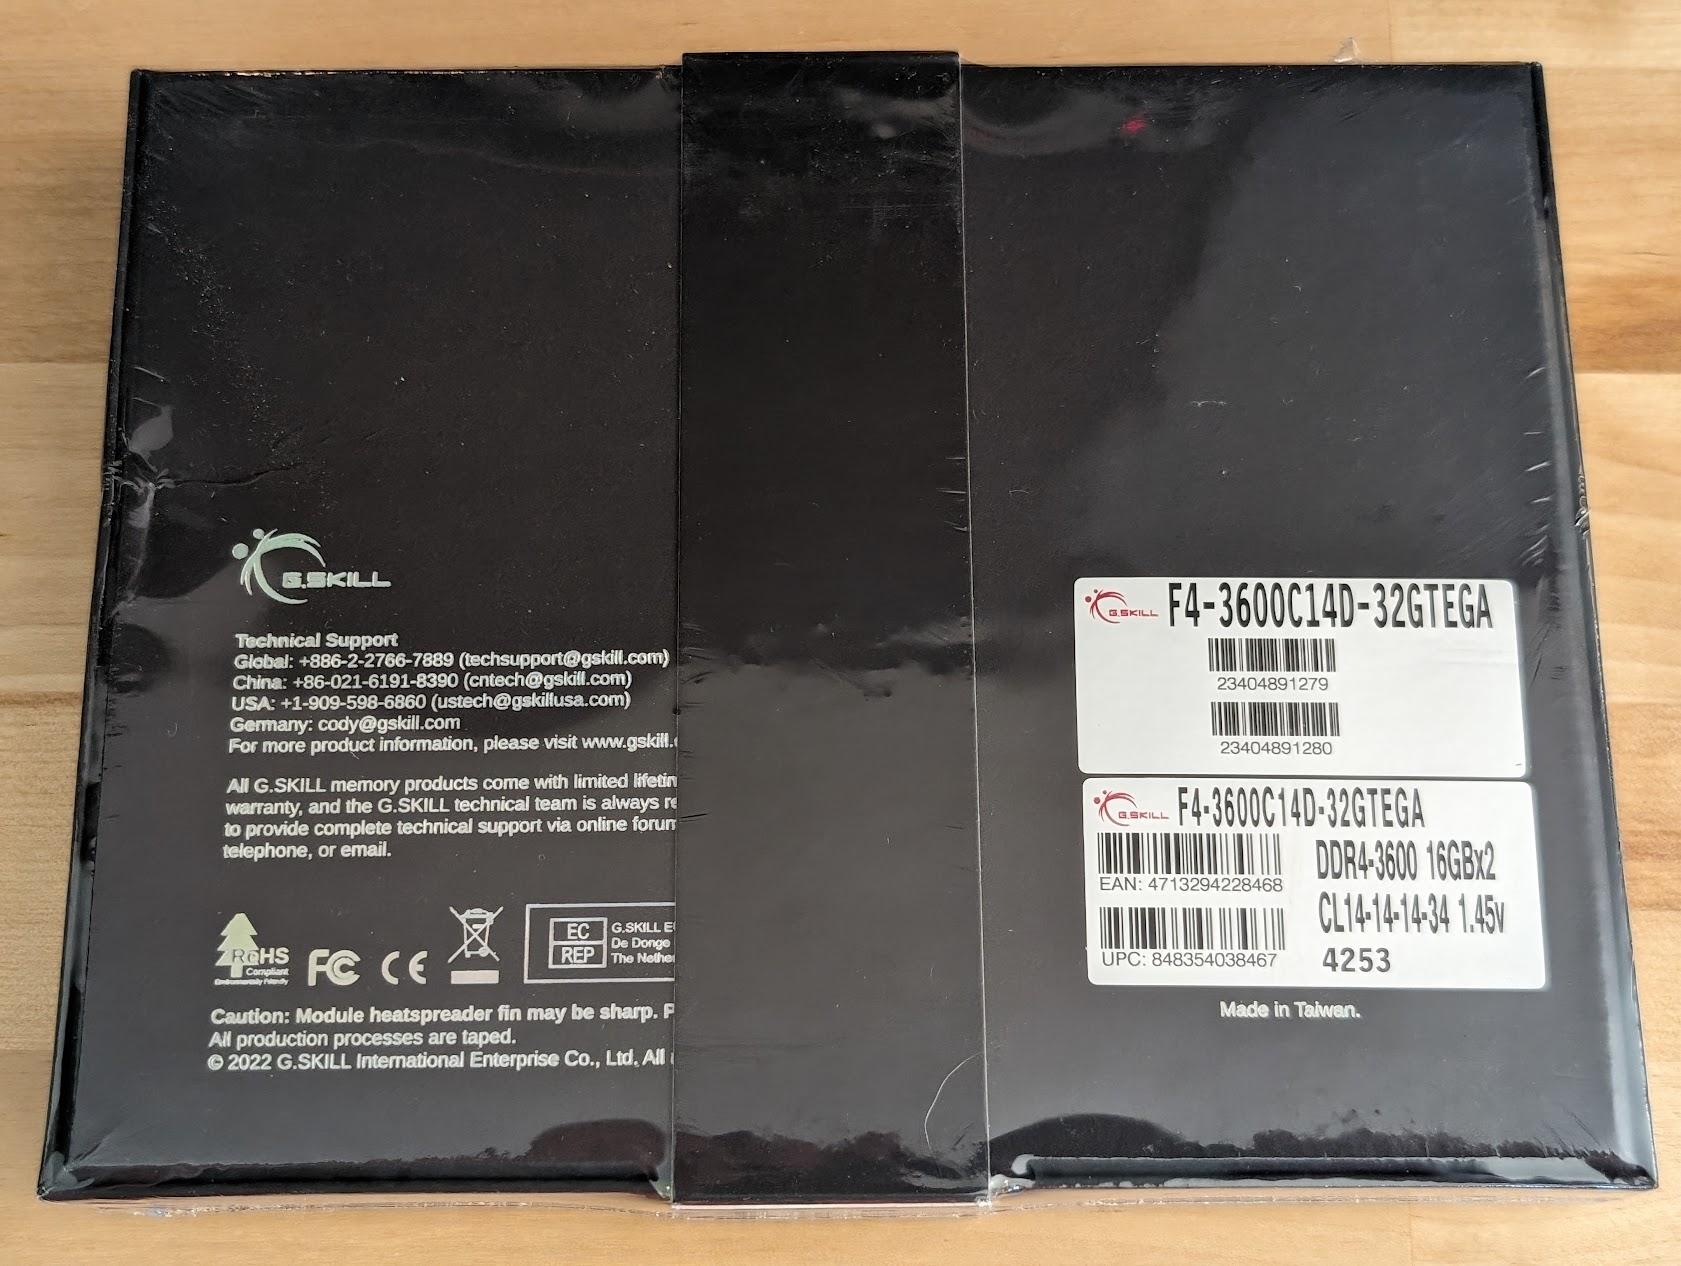 G.SKILL
Technical Support
Global: +886-2-2766-7889 (techsupport@gskill.com)
China: +86-021-6191-8390 (cntech@gskill.com)
USA: +1-909-598-6860 (ustech@gskillusa.com)
Germany: cody@gskill.com
For more product information, please visit www.gskill.
All G.SKILL memory products come with limited lifetim
warranty, and the G.SKILL technical team is always re
to provide complete technical support via online forum
telephone, or email.
RoHS
Compliant
Environmentally Friendly
FC
CE
EC
REP
G.SKILL E
De Donge
The Nether
Caution: Module heatspreader fin may be sharp. P
All production processes are taped.
© 2022 G.SKILL International Enterprise Co., Ltd. All
G.SKILL F4-3600C14D-32GTEGA
23404891279
23404891280
G.SKILL F4-3600C14D-32GTEGA
DDR4-3600 16GBx2
EAN: 4713294228468
CL14-14-14-34 1.45v
UPC: 848354038467
4253
Made in Taiwan.